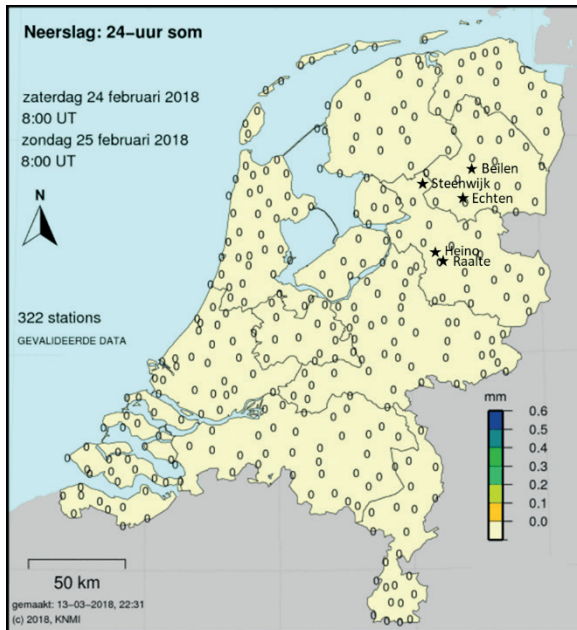 Neerslag: 24-uur som
zaterdag 24 februari 2018
8:00 UT
zondag 25 februari 2018
8:00 UT
N
Beilen
Steenwijk
Echten
Heino
Raalte
322 stations
GEVALIDEERDE DATA
mm
0.6
0.5
0.4
0.3
0.2
0.1
0.0
50 km
gemaakt: 13-03-2018, 22:31
(c) 2018, KNMI